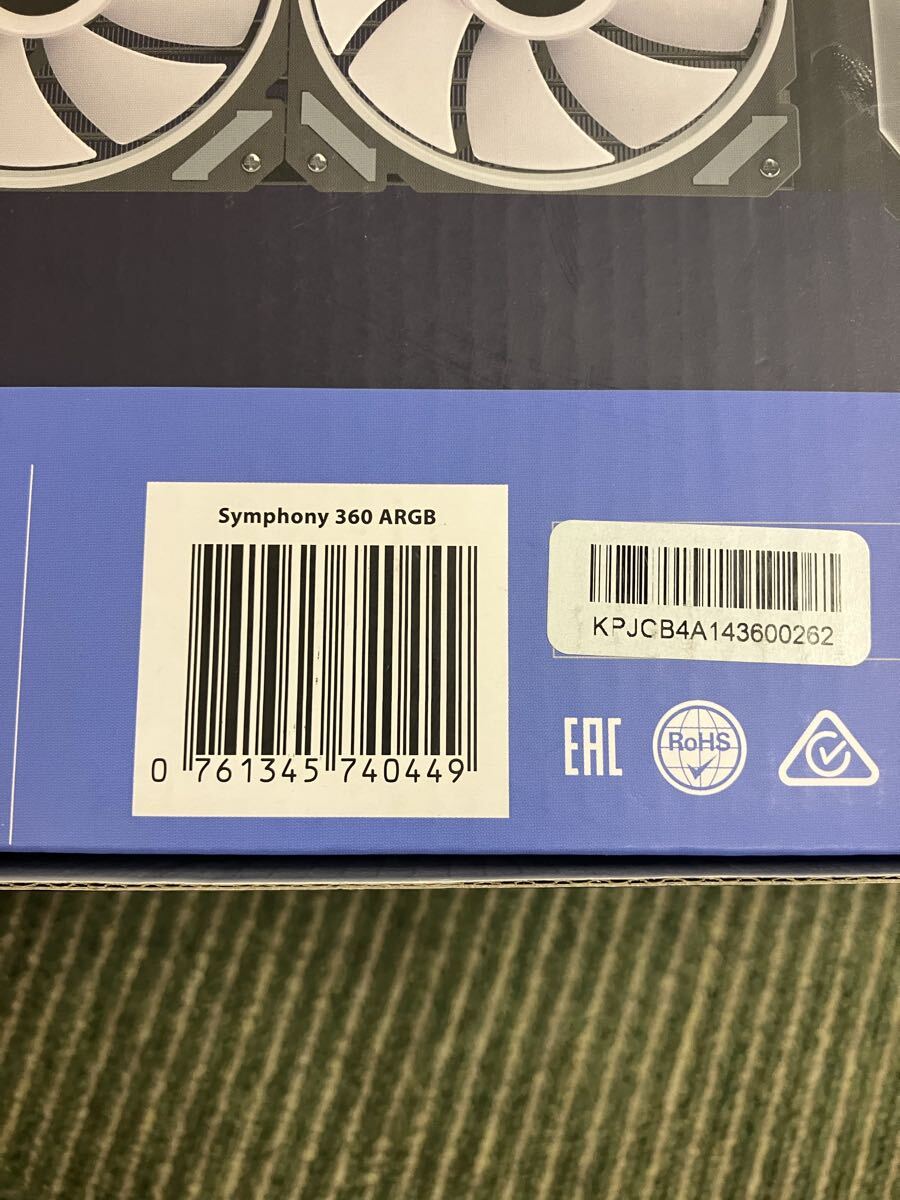 Symphony 360 ARGB
0 761345 740449
KPJCB4A143600262
EAC
RoHS